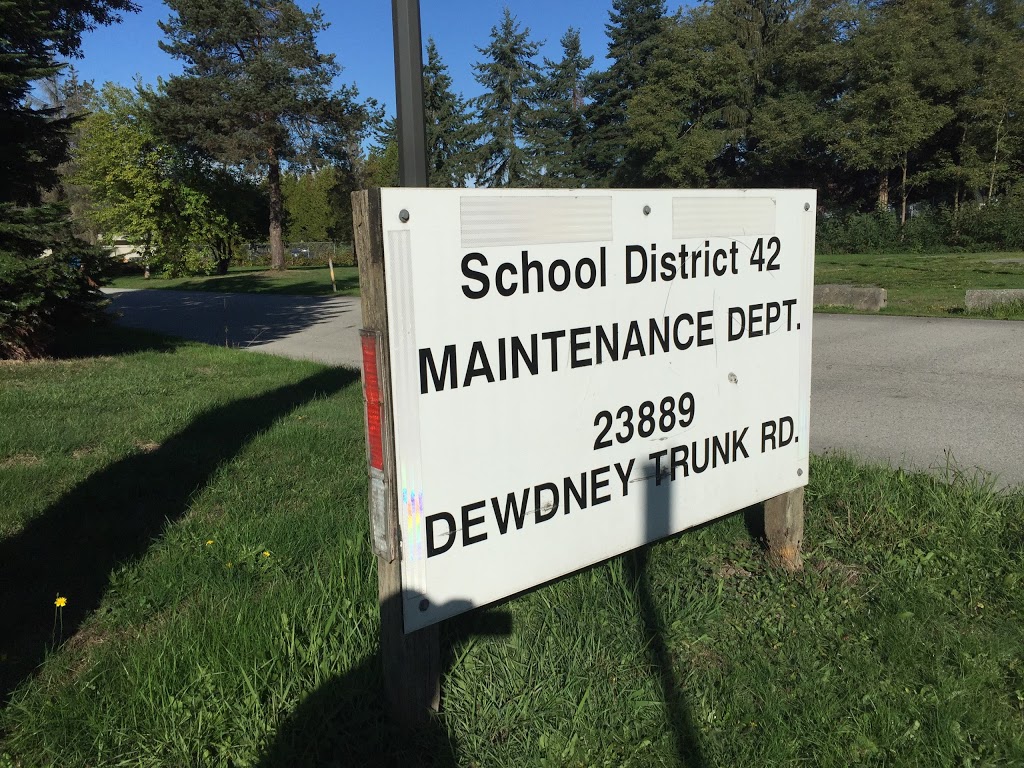 School District 42
MAINTENANCE DEPT.
23889
DEWDNEY TRUNK RD.